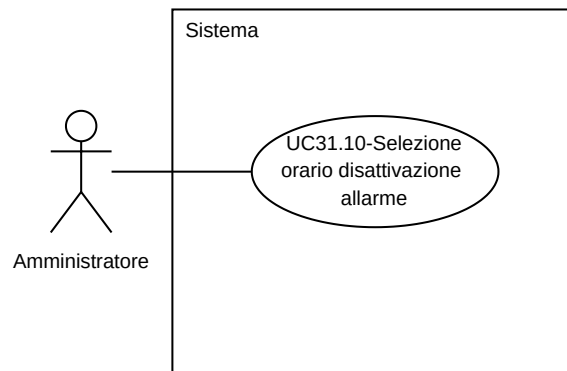 Sistema
UC31.10-Selezione
orario disattivazione
allarme
Amministratore